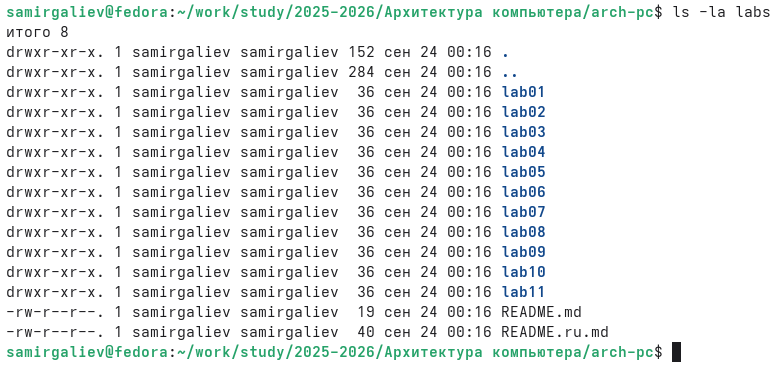 samirgaliev@fedora:~/work/study/2025-2026/Архитектура компьютера/arch-pc$ ls -la labs
итого 8
drwxr-xr-x. 1 samirgaliev samirgaliev 152 сен 24 00:16 .
drwxr-xr-x. 1 samirgaliev samirgaliev 284 сен 24 00:16 ..
drwxr-xr-x. 1 samirgaliev samirgaliev  36 сен 24 00:16 lab01
drwxr-xr-x. 1 samirgaliev samirgaliev  36 сен 24 00:16 lab02
drwxr-xr-x. 1 samirgaliev samirgaliev  36 сен 24 00:16 lab03
drwxr-xr-x. 1 samirgaliev samirgaliev  36 сен 24 00:16 lab04
drwxr-xr-x. 1 samirgaliev samirgaliev  36 сен 24 00:16 lab05
drwxr-xr-x. 1 samirgaliev samirgaliev  36 сен 24 00:16 lab06
drwxr-xr-x. 1 samirgaliev samirgaliev  36 сен 24 00:16 lab07
drwxr-xr-x. 1 samirgaliev samirgaliev  36 сен 24 00:16 lab08
drwxr-xr-x. 1 samirgaliev samirgaliev  36 сен 24 00:16 lab09
drwxr-xr-x. 1 samirgaliev samirgaliev  36 сен 24 00:16 lab10
drwxr-xr-x. 1 samirgaliev samirgaliev  36 сен 24 00:16 lab11
-rw-r--r--. 1 samirgaliev samirgaliev  19 сен 24 00:16 README.md
-rw-r--r--. 1 samirgaliev samirgaliev  40 сен 24 00:16 README.ru.md
samirgaliev@fedora:~/work/study/2025-2026/Архитектура компьютера/arch-pc$